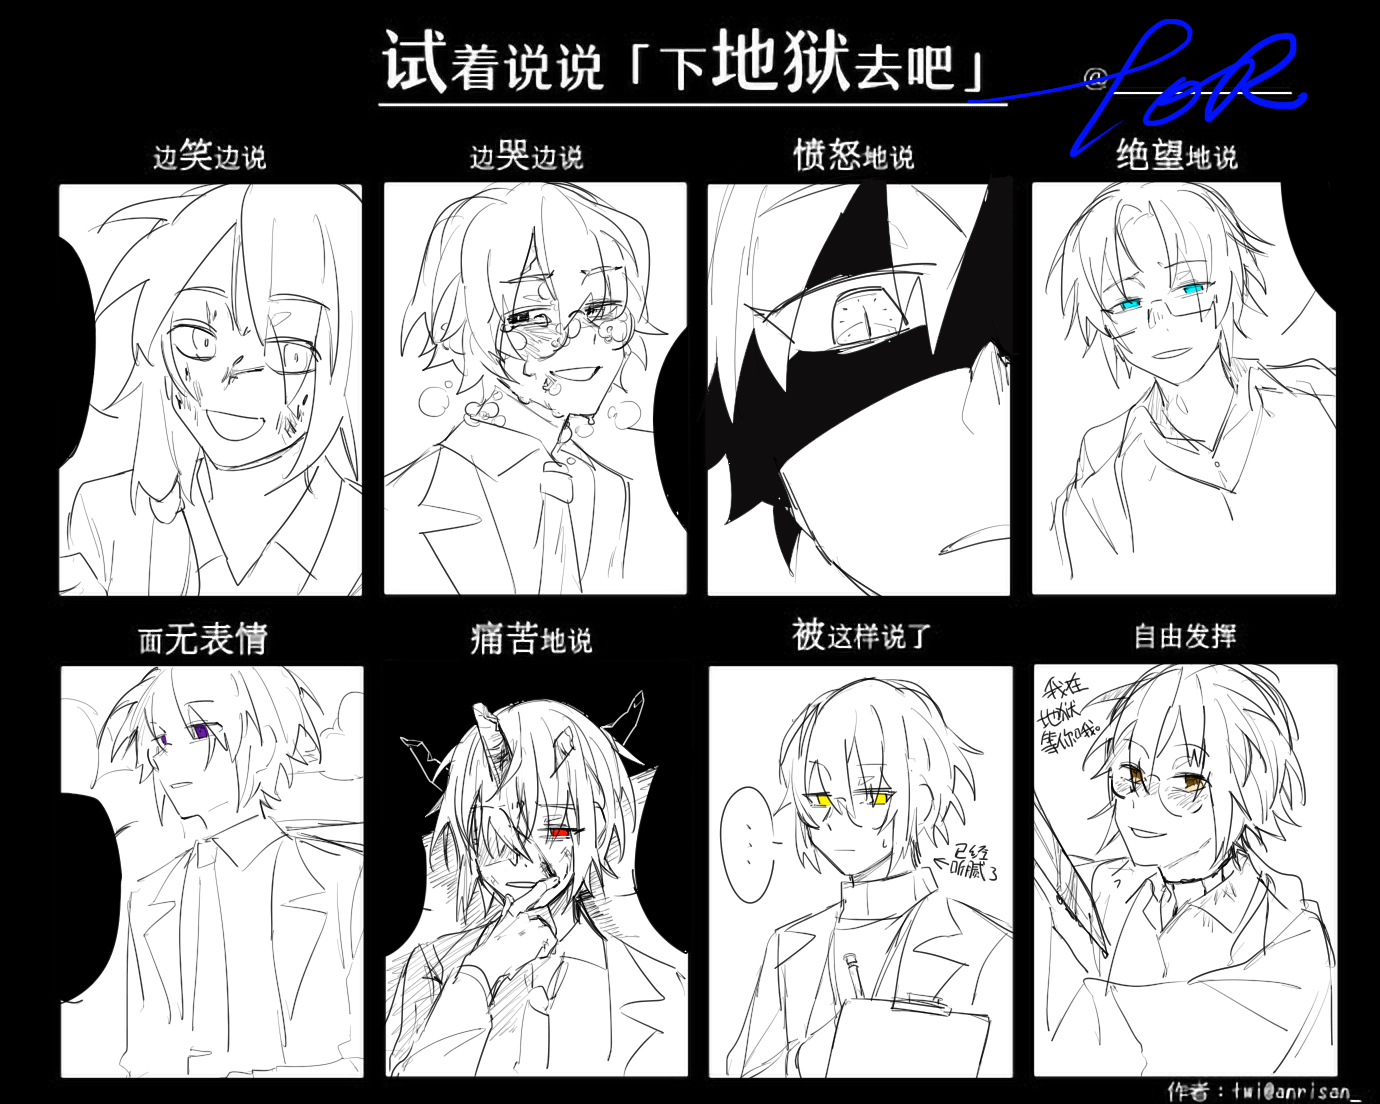 试着说说「下地狱去吧」
@LOR
边笑边说
边哭边说
愤怒地说
绝望地说
面无表情
痛苦地说
被这样说了
自由发挥
......
已经
听腻了
我在
地狱
等你哦。
作者：twi@anrisan_